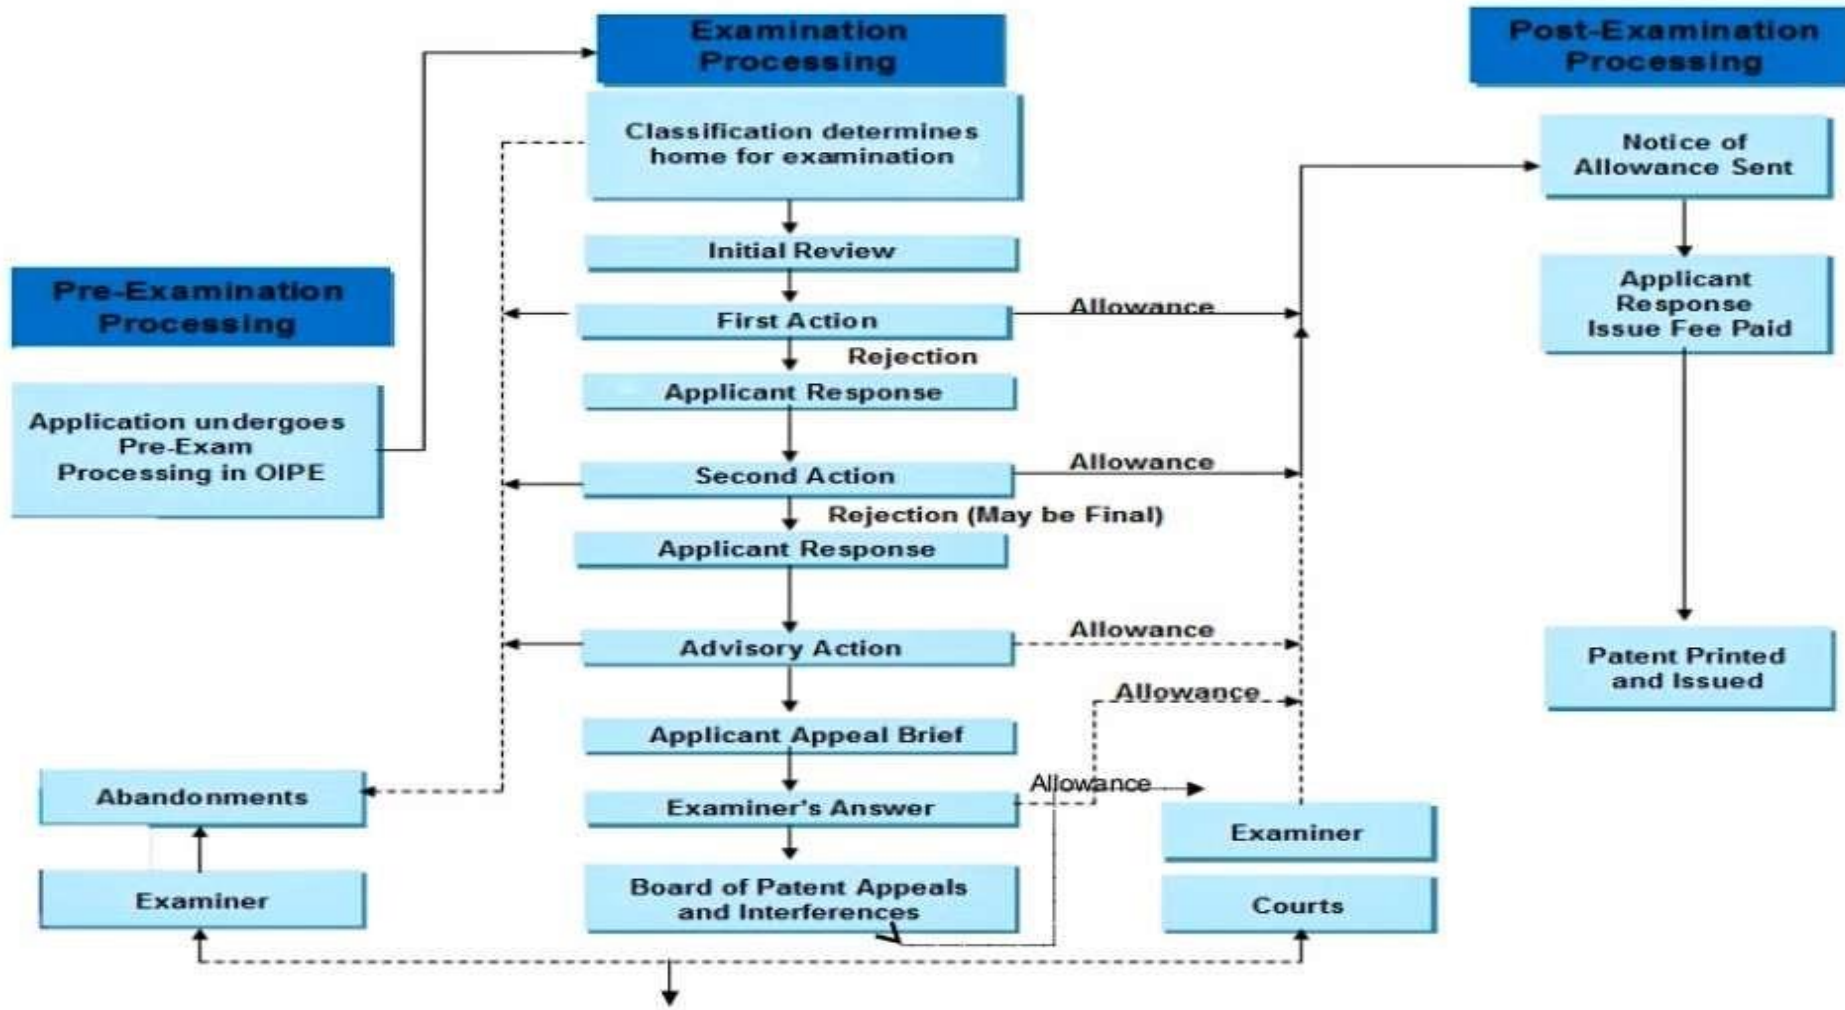 Examination
Processing
Post-Examination
Processing
Classification determines
home for examination
Notice of
Allowance Sent
Initial Review
Pre-Examination
Processing
Applicant
Response
Issue Fee Paid
First Action
Allowance
Rejection
Applicant Response
Application undergoes
Pre-Exam
Processing in OIPE
Second Action
Allowance
Rejection (May be Final)
Applicant Response
Advisory Action
Allowance
Patent Printed
and Issued
Allowance
Applicant Appeal Brief
Allowance
Abandonments
Examiner's Answer
Examiner
Board of Patent Appeals
and Interferences
Examiner
Courts